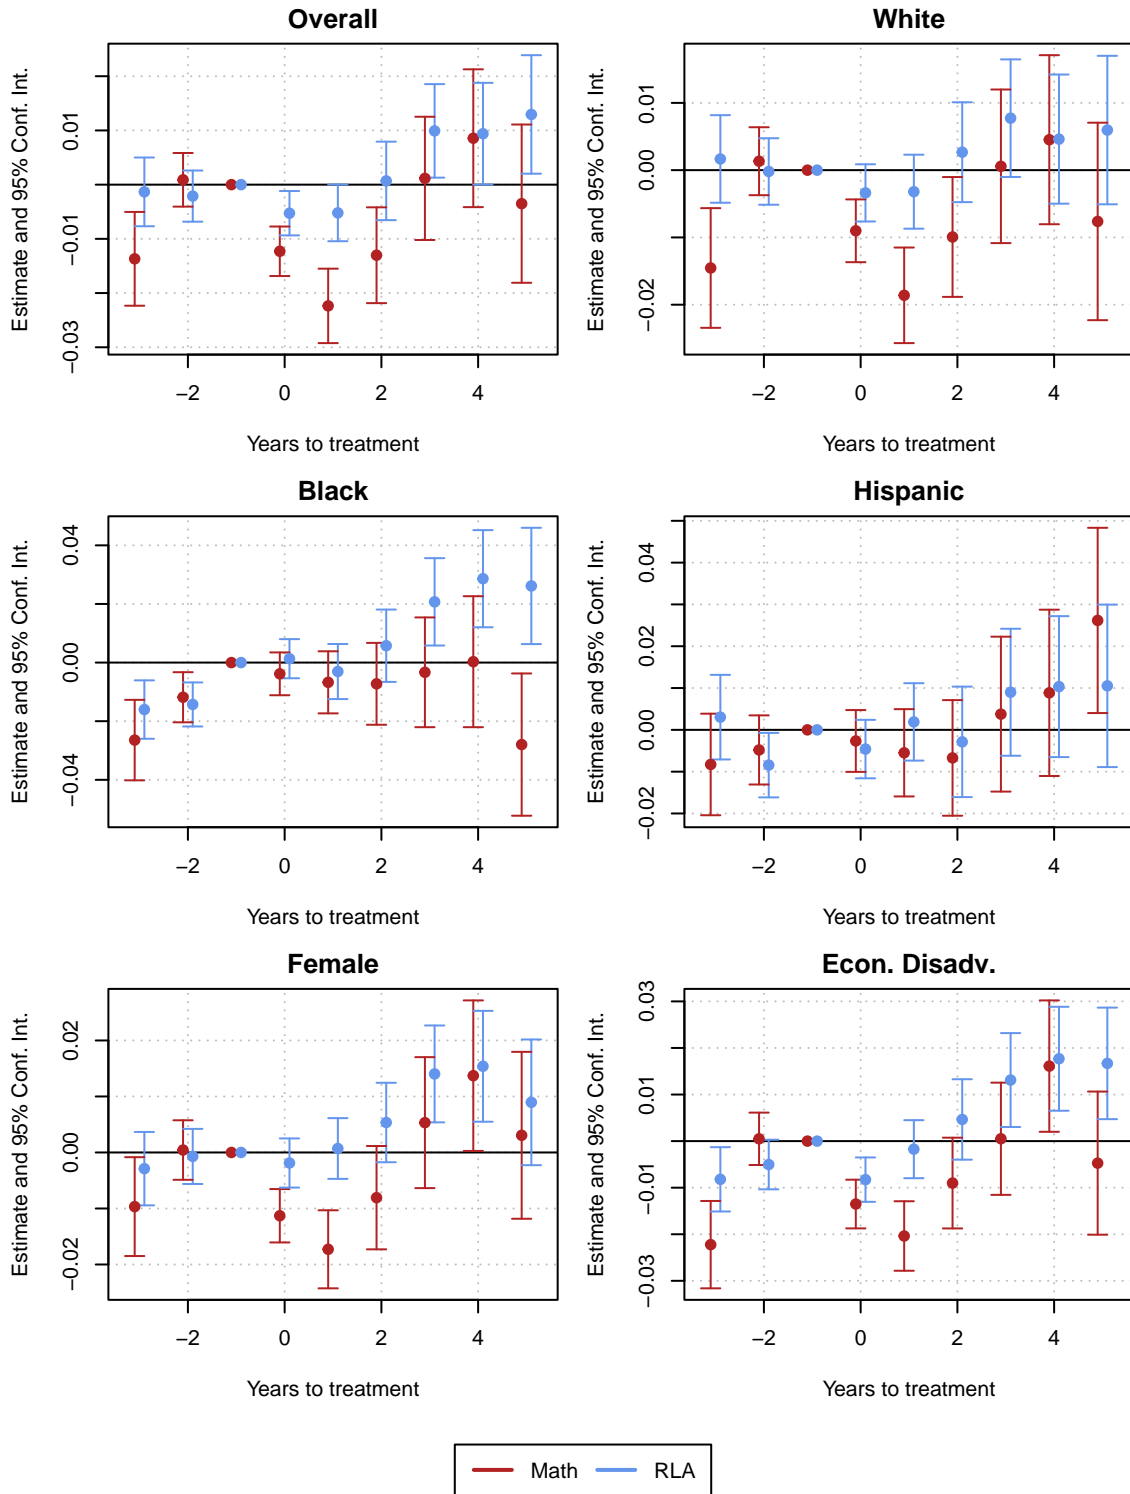 Overall
Estimate and 95% Conf. Int.
0.01
−0.01
−0.03
−2 0 2 4
Years to treatment
White
Estimate and 95% Conf. Int.
0.01
0.00
−0.02
−2 0 2 4
Years to treatment
Black
Estimate and 95% Conf. Int.
0.04
0.00
−0.04
−2 0 2 4
Years to treatment
Hispanic
Estimate and 95% Conf. Int.
0.04
0.02
0.00
−0.02
−2 0 2 4
Years to treatment
Female
Estimate and 95% Conf. Int.
0.02
0.00
−0.02
−2 0 2 4
Years to treatment
Econ. Disadv.
Estimate and 95% Conf. Int.
0.03
0.01
−0.01
−0.03
−2 0 2 4
Years to treatment
Math RLA